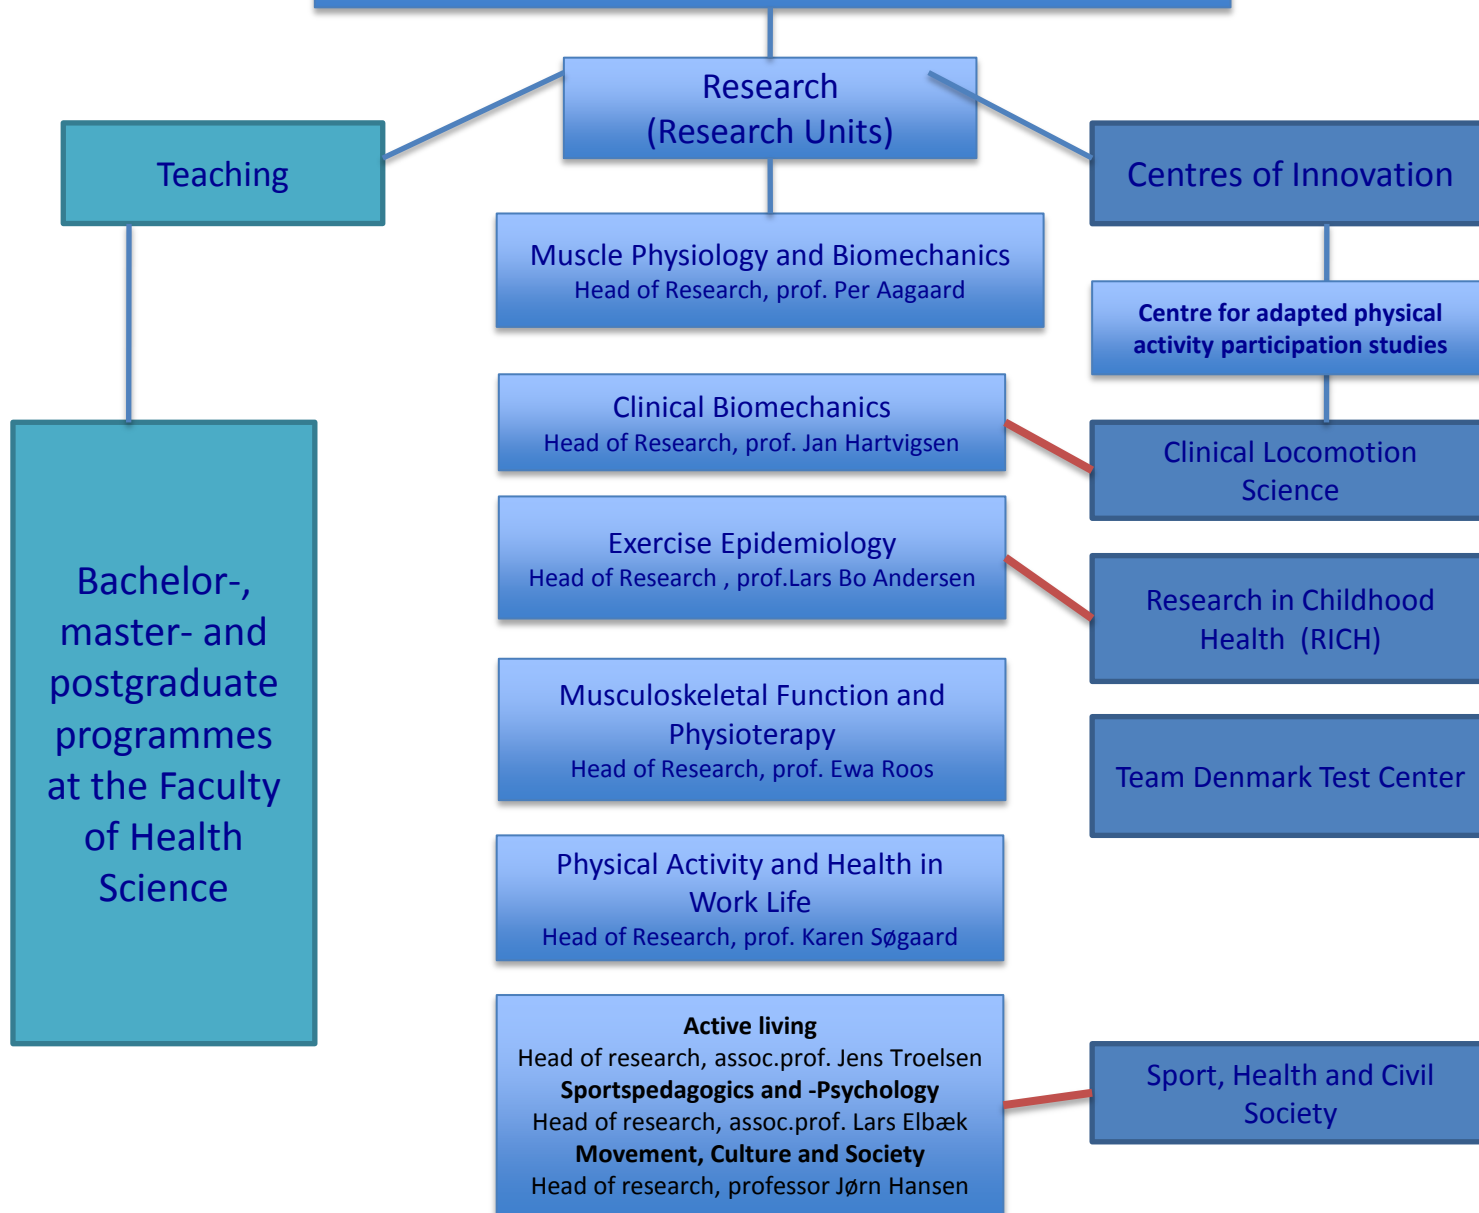 Research
(Research Units)
Teaching
Centres of Innovation
Muscle Physiology and Biomechanics
Head of Research, prof. Per Aagaard
Centre for adapted physical
activity participation studies
Clinical Biomechanics
Head of Research, prof. Jan Hartvigsen
Clinical Locomotion
Science
Exercise Epidemiology
Head of Research , prof.Lars Bo Andersen
Research in Childhood
Health  (RICH)
Bachelor-,
master- and
postgraduate
programmes
at the Faculty
of Health
Science
Musculoskeletal Function and
Physioterapy
Head of Research, prof. Ewa Roos
Team Denmark Test Center
Physical Activity and Health in
Work Life
Head of Research, prof. Karen Søgaard
Active living
Head of research, assoc.prof. Jens Troelsen
Sportspedagogics and -Psychology
Head of research, assoc.prof. Lars Elbæk
Movement, Culture and Society
Head of research, professor Jørn Hansen
Sport, Health and Civil
Society